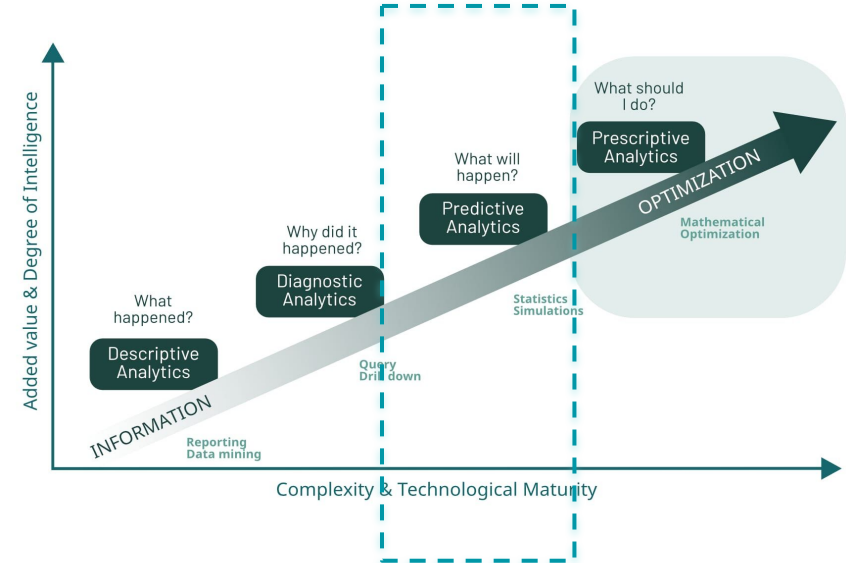 What should
I do?
Prescriptive
Analytics
OPTIMIZATION
Mathematical
Optimization
What will
happen?
Predictive
Analytics
Statistics
Simulations
Why did it
happened?
Diagnostic
Analytics
Query
Drill down
What
happened?
Descriptive
Analytics
INFORMATION
Reporting
Data mining
Added value & Degree of Intelligence
Complexity & Technological Maturity